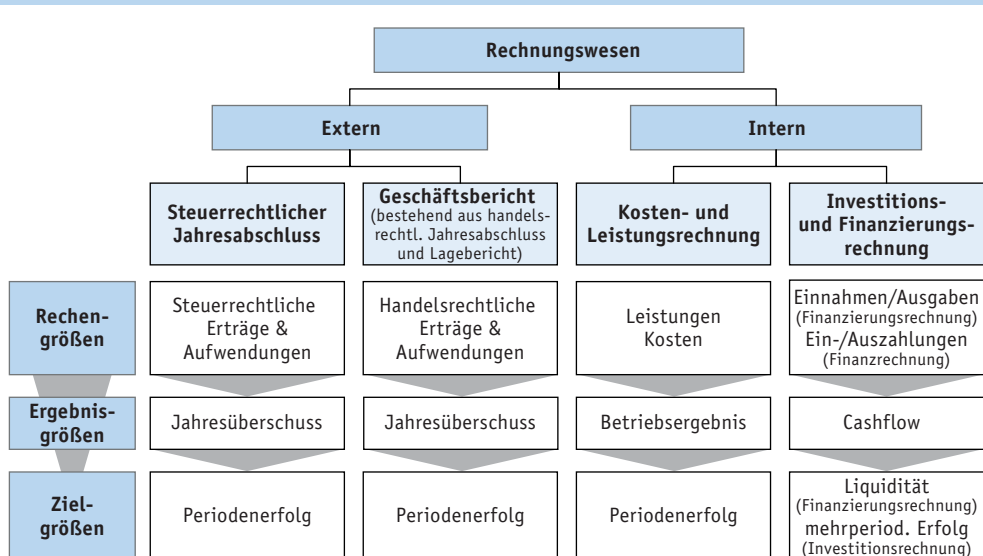 Rechnungswesen
Extern
Intern
Steuerrechtlicher
Jahresabschluss
Geschäftsbericht
(bestehend aus handels-
rechtl. Jahresabschluss
und Lagebericht)
Kosten- und
Leistungsrechnung
Investitions-
und Finanzierungs-
rechnung
Rechen-
größen
Steuerrechtliche
Erträge &
Aufwendungen
Handelsrechtliche
Erträge &
Aufwendungen
Leistungen
Kosten
Einnahmen/Ausgaben
(Finanzierungsrechnung)
Ein-/Auszahlungen
(Finanzrechnung)
Ergebnis-
größen
Jahresüberschuss
Jahresüberschuss
Betriebsergebnis
Cashflow
Ziel-
größen
Periodenerfolg
Periodenerfolg
Periodenerfolg
Liquidität
(Finanzierungsrechnung)
mehrperiod. Erfolg
(Investitionsrechnung)